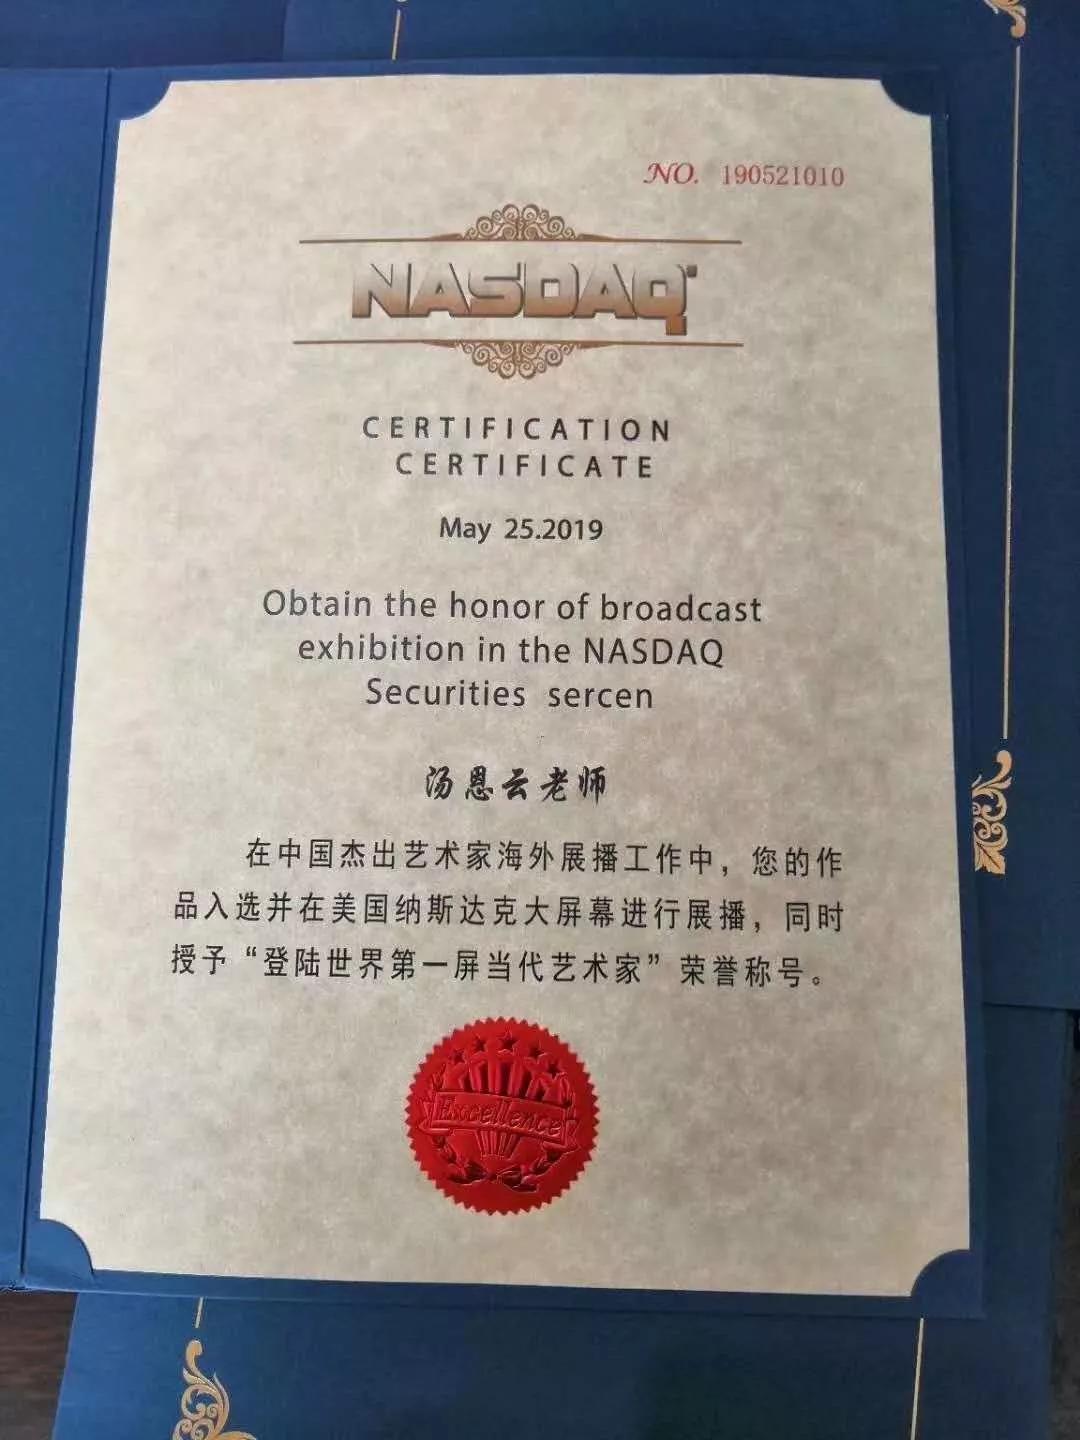 NO. 190521010
NASDAQ
CERTIFICATION
CERTIFICATE
May 25.2019
Obtain the honor of broadcast
exhibition in the NASDAQ
Securities sercen
汤恩云老师
在中国杰出艺术家海外展播工作中，您的作
品入选并在美国纳斯达克大屏幕进行展播，同时
授予“登陆世界第一屏当代艺术家”荣誉称号。
Excellence